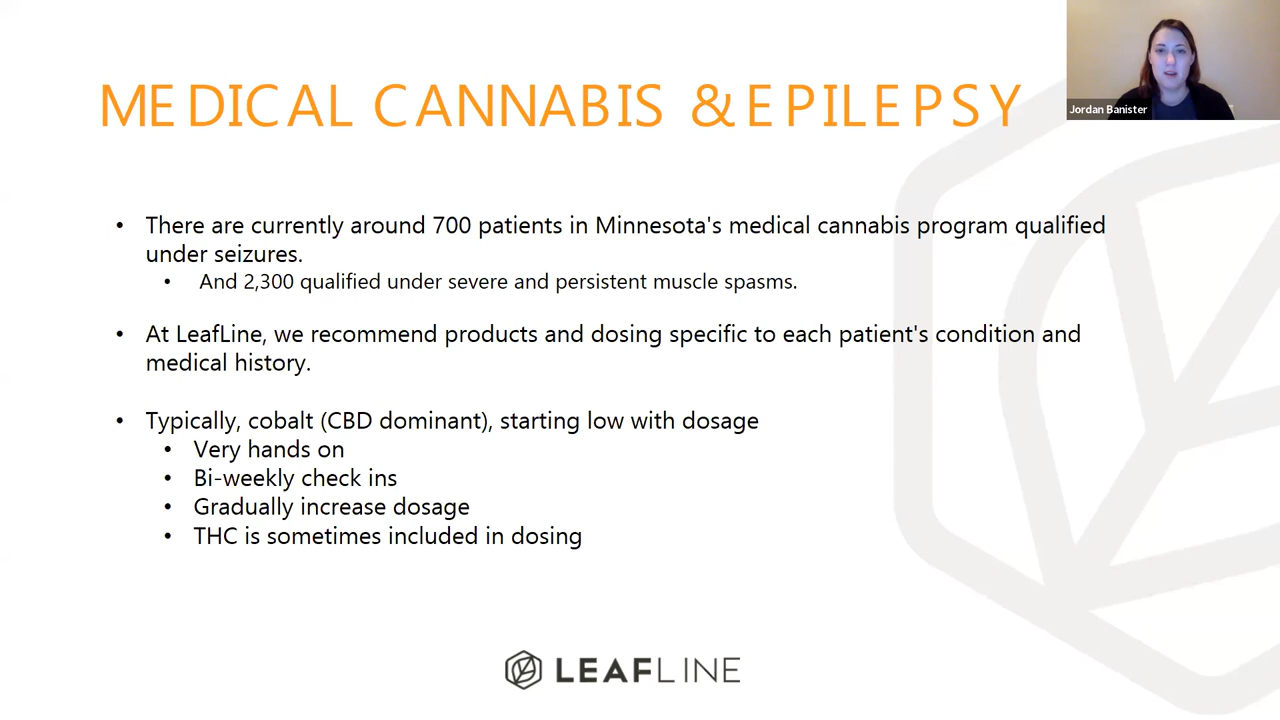 MEDICAL CANNABIS & EPILEPSY
Jordan Banister
• There are currently around 700 patients in Minnesota's medical cannabis program qualified
under seizures.
• And 2,300 qualified under severe and persistent muscle spasms.
• At LeafLine, we recommend products and dosing specific to each patient's condition and
medical history.
• Typically, cobalt (CBD dominant), starting low with dosage
• Very hands on
• Bi-weekly check ins
• Gradually increase dosage
• THC is sometimes included in dosing
LEAFLINE